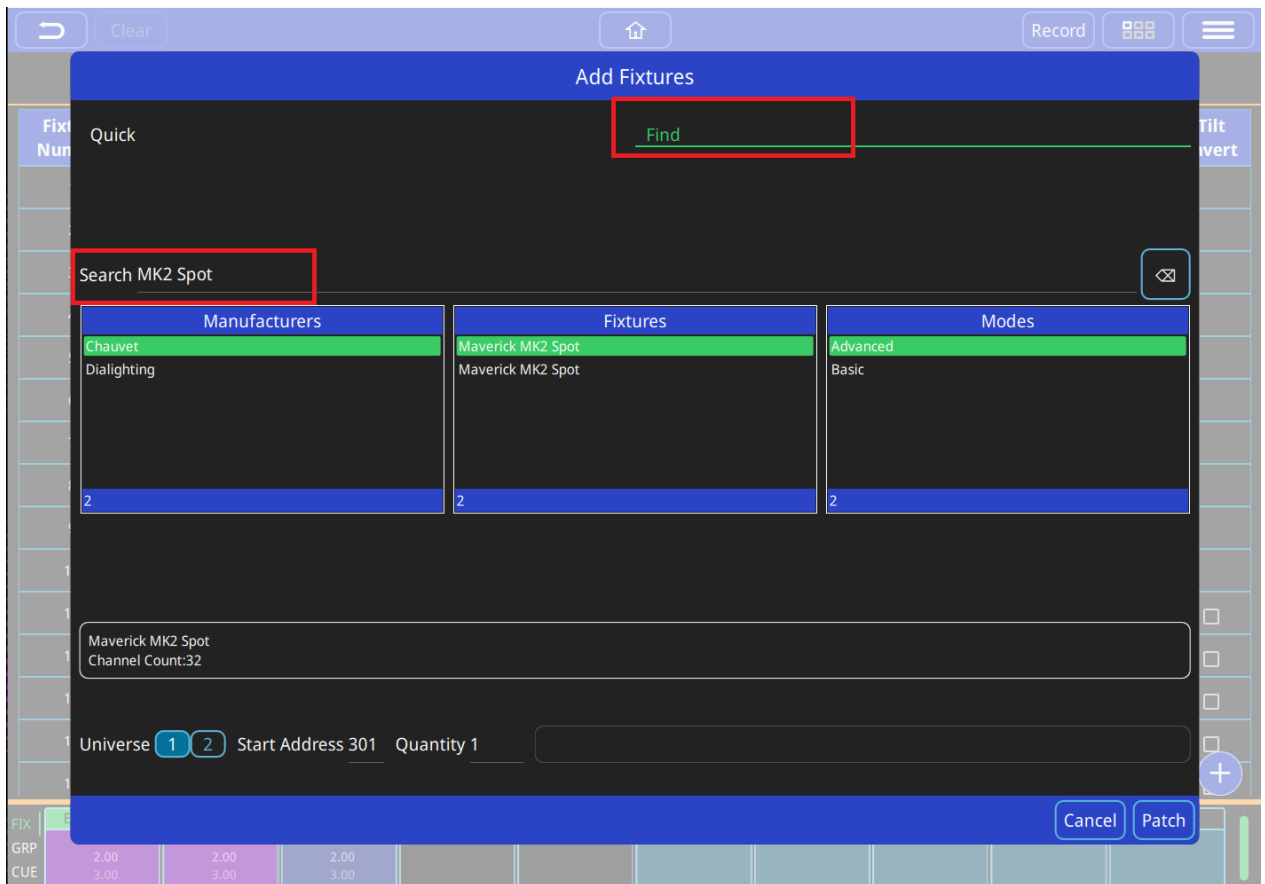 Clear
Record
Add Fixtures
Quick
Find
Tilt
Search MK2 Spot
Manufacturers
Fixtures
Modes
Chauvet
Maverick MK2 Spot
Advanced
Dialighting
Maverick MK2 Spot
Basic
2
2
2
Maverick MK2 Spot
Channel Count:32
Universe 1 2 Start Address 301 Quantity 1
Cancel
Patch
FIX
GRP
CUE
2.00
3.00
2.00
3.00
2.00
3.00